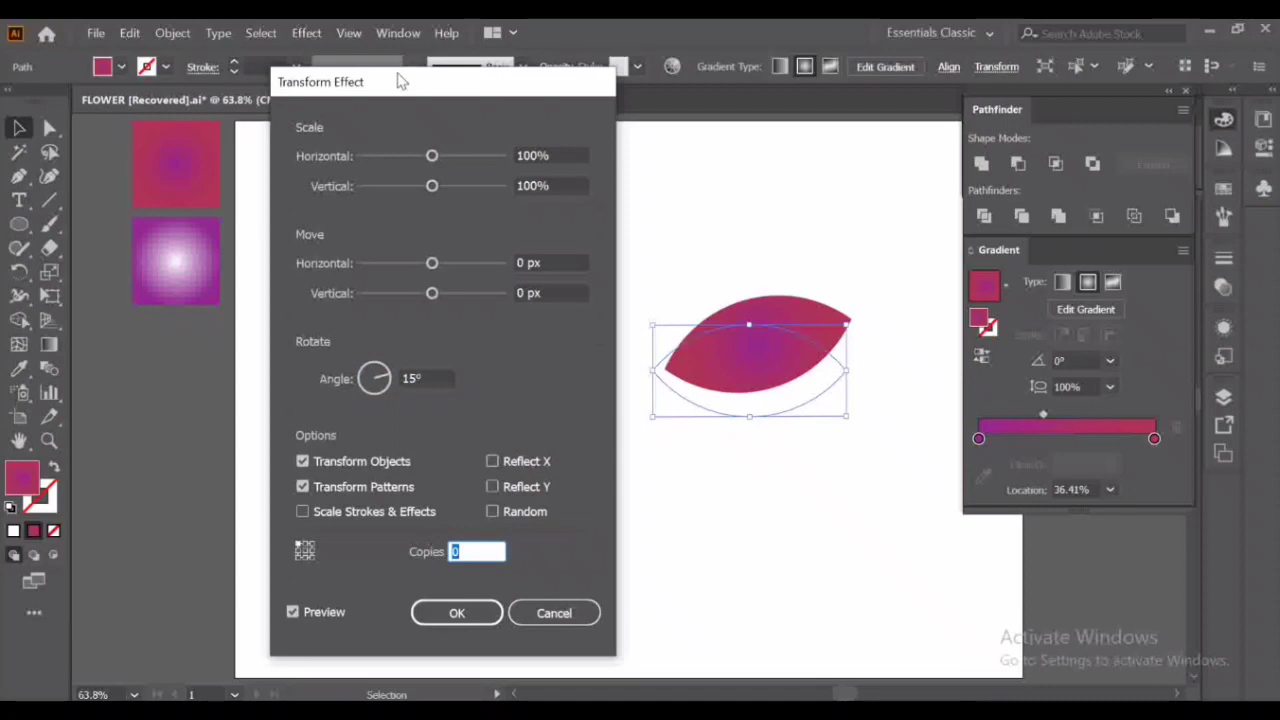 Ai File Edit Object Type Select Effect View Window Help Essentials Classic Search Adobe Stock
Path Stroke: Gradient Type: Edit Gradient Align Transform
FLOWER [Recovered].ai* @ 63.8%
Transform Effect
Scale
Horizontal: 100%
Vertical: 100%
Move
Horizontal: 0 px
Vertical: 0 px
Rotate
Angle: 15°
Options
Transform Objects Reflect X
Transform Patterns Reflect Y
Scale Strokes & Effects Random
Copies 0
Preview OK Cancel
Pathfinder
Shape Modes:
Expand
Pathfinders:
Gradient
Type:
Edit Gradient
Stroke:
0°
100%
Opacity:
Location: 36.41%
Activate Windows
Go to Settings to activate Windows.
63.8% 1 Selection